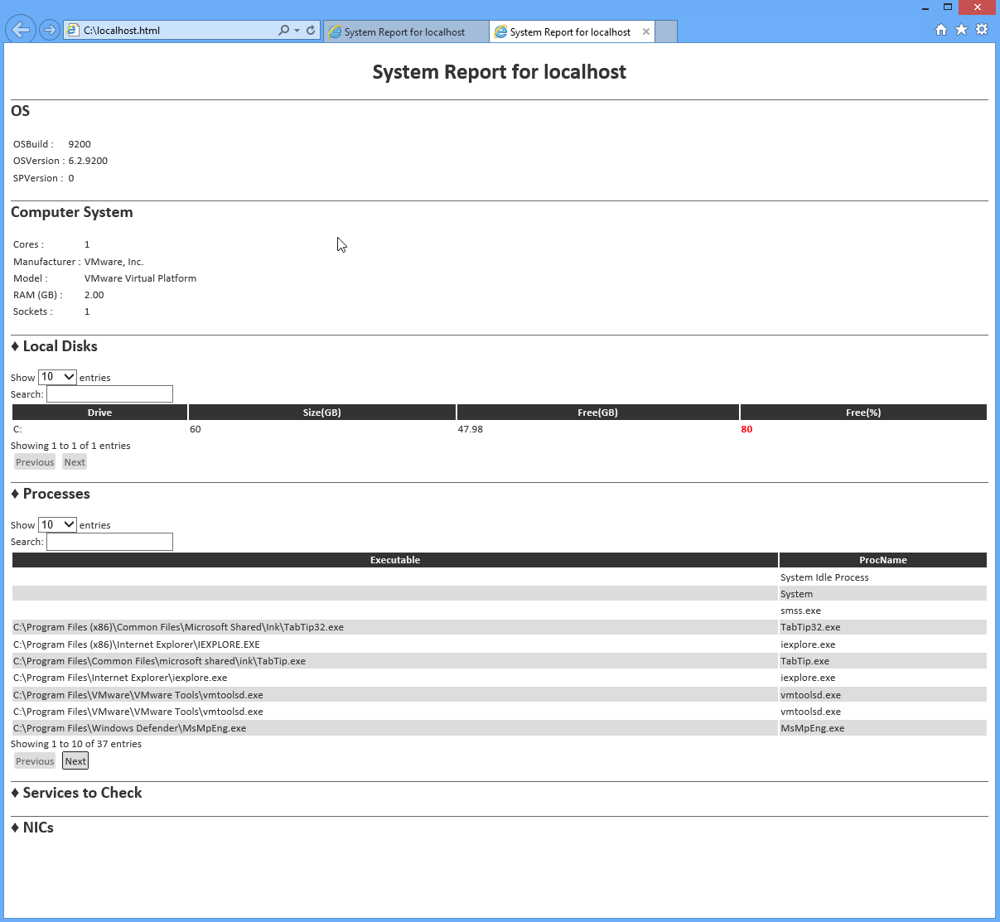 C:\localhost.html
System Report for localhost
System Report for localhost
System Report for localhost
OS
OSBuild : 9200
OSVersion : 6.2.9200
SPVersion : 0
Computer System
Cores : 1
Manufacturer : VMware, Inc.
Model : VMware Virtual Platform
RAM (GB) : 2.00
Sockets : 1
♦ Local Disks
Show 10 entries
Search:
Drive Size(GB) Free(GB) Free(%)
C: 60 47.98 80
Showing 1 to 1 of 1 entries
Previous Next
♦ Processes
Show 10 entries
Search:
Executable ProcName
System Idle Process
System
smss.exe
C:\Program Files (x86)\Common Files\Microsoft Shared\Ink\TabTip32.exe TabTip32.exe
C:\Program Files (x86)\Internet Explorer\IEXPLORE.EXE iexplore.exe
C:\Program Files\Common Files\microsoft shared\ink\TabTip.exe TabTip.exe
C:\Program Files\Internet Explorer\iexplore.exe iexplore.exe
C:\Program Files\VMware\VMware Tools\vmtoolsd.exe vmtoolsd.exe
C:\Program Files\VMware\VMware Tools\vmtoolsd.exe vmtoolsd.exe
C:\Program Files\Windows Defender\MsMpEng.exe MsMpEng.exe
Showing 1 to 10 of 37 entries
Previous Next
♦ Services to Check
♦ NICs